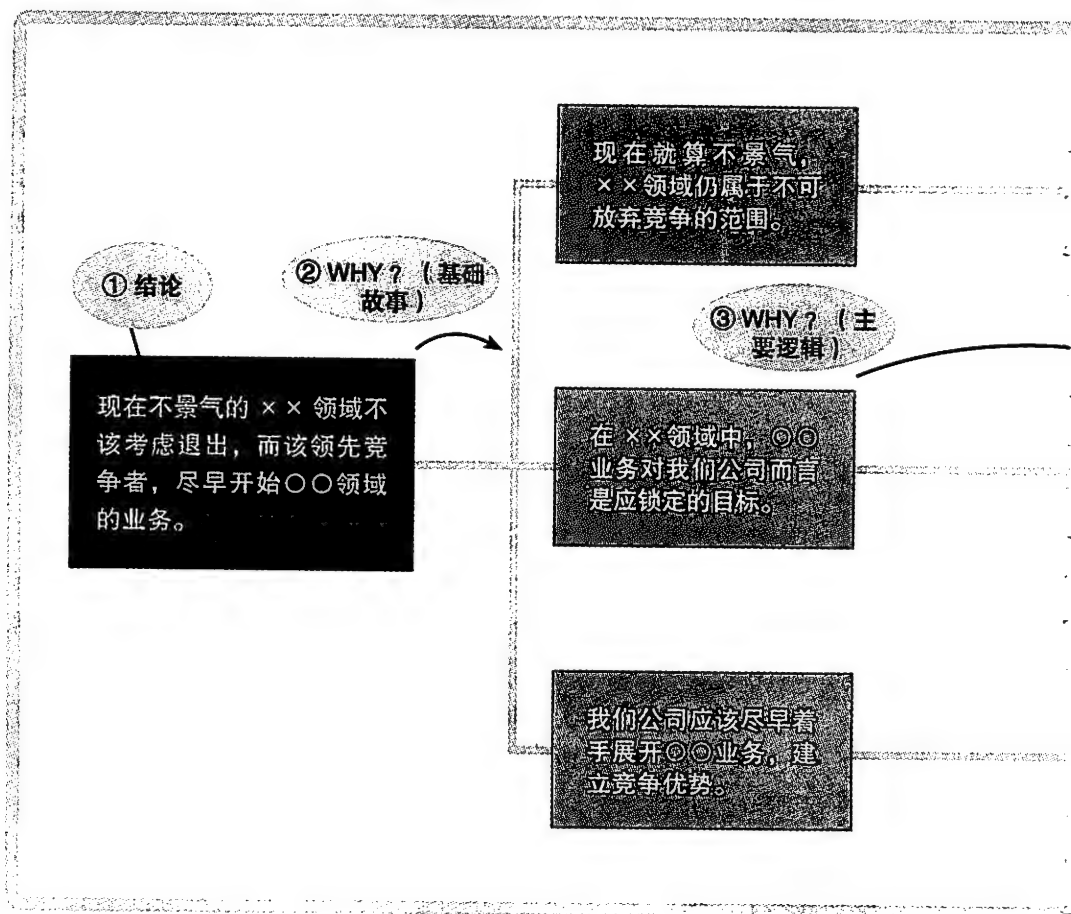 ① 结论
现在不景气的 ×× 领域不
该考虑退出，而该领先竞
争者，尽早开始〇〇领域
的业务。
② WHY？（基础
故事）
现在就算不景气，
××领域仍属于不可
放弃竞争的范围。
③ WHY？（主
要逻辑）
在 ××领域中，〇〇
业务对我们公司而言
是应锁定的目标。
我们公司应该尽早着
手展开〇〇业务，建
立竞争优势。